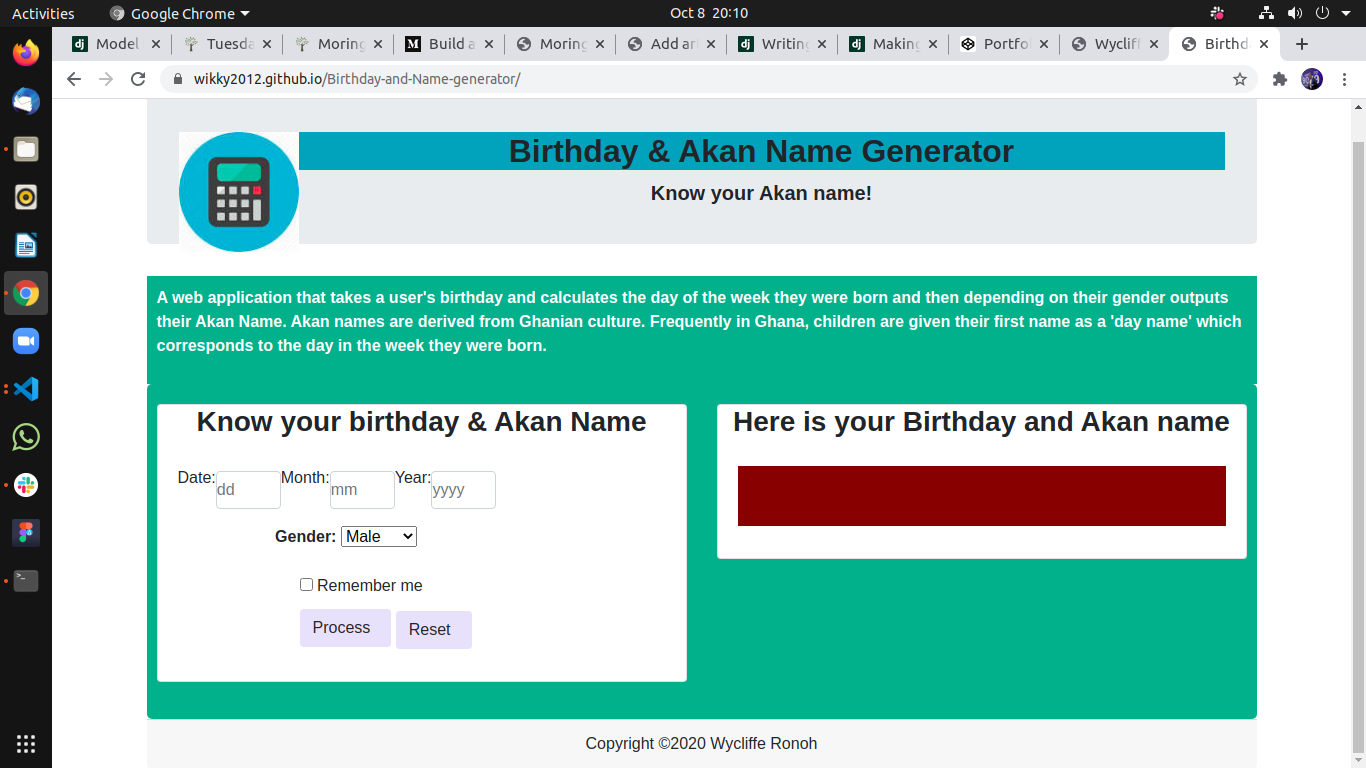 Activities
Google Chrome
Oct 8 20:10
Model
Tuesda
Moring
Build a
Moring
Add ar
Writing
Making
Portfo
Wycliff
Birthd
wikky2012.github.io/Birthday-and-Name-generator/
Birthday & Akan Name Generator
Know your Akan name!
A web application that takes a user's birthday and calculates the day of the week they were born and then depending on their gender outputs
their Akan Name. Akan names are derived from Ghanian culture. Frequently in Ghana, children are given their first name as a 'day name' which
corresponds to the day in the week they were born.
Know your birthday & Akan Name
Date: dd Month: mm Year: yyyy
Gender: Male
Remember me
Process Reset
Here is your Birthday and Akan name
Copyright ©2020 Wycliffe Ronoh